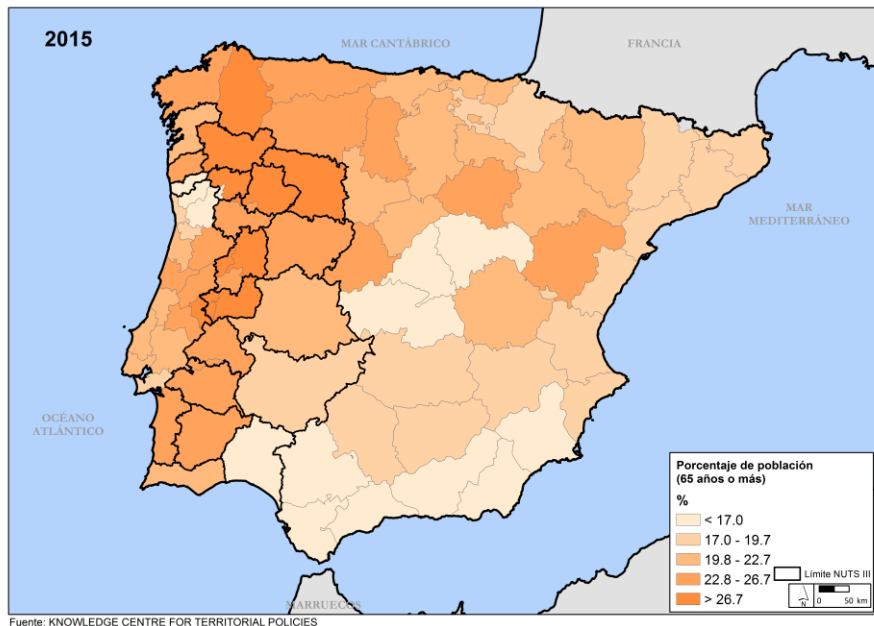 2015
MAR CANTÁBRICO
FRANCIA
MAR
MEDITERRÁNEO
OCÉANO
ATLÁNTICO
MARRUECOS
Porcentaje de población
(65 años o más)
%
< 17.0
17.0 - 19.7
19.8 - 22.7
22.8 - 26.7
> 26.7
Límite NUTS III
N
0 50 km
Fuente: KNOWLEDGE CENTRE FOR TERRITORIAL POLICIES